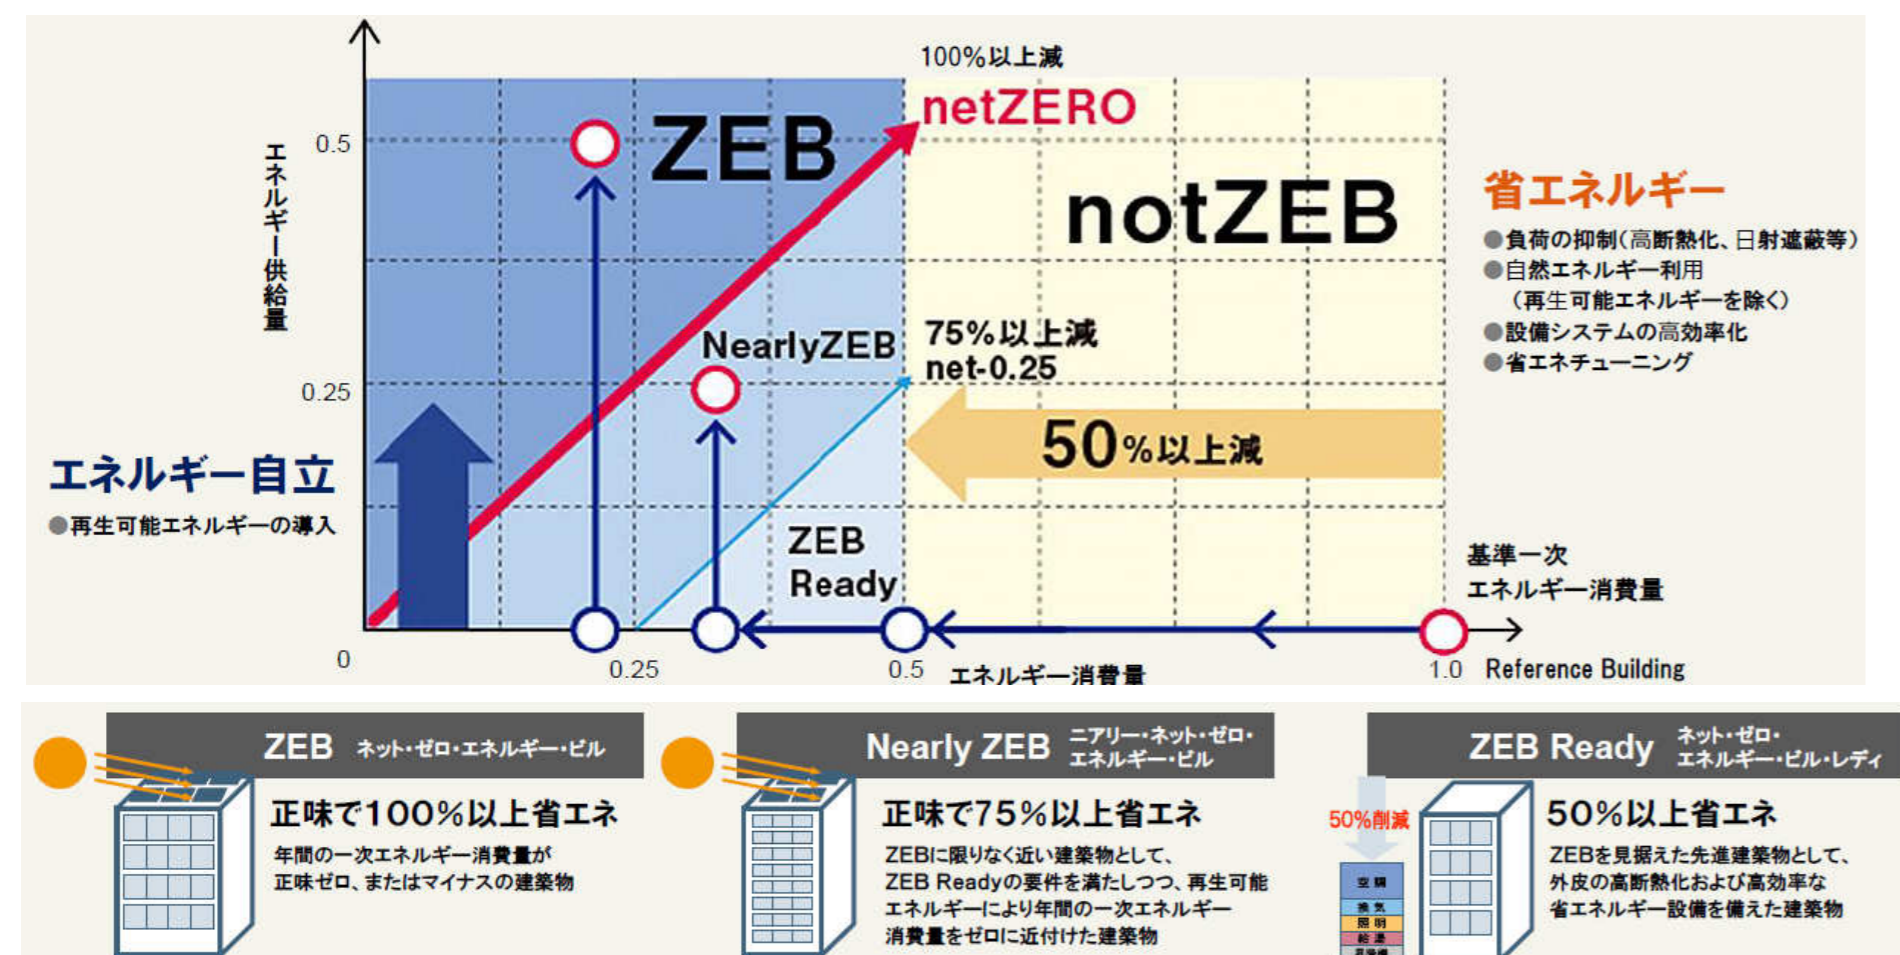 100%以上減
netZERO
ZEB
notZEB
0.5
エネルギー供給量
省エネルギー
●負荷の抑制(高断熱化、日射遮蔽等)
●自然エネルギー利用
(再生可能エネルギーを除く)
●設備システムの高効率化
●省エネチューニング
NearlyZEB
75%以上減
net-0.25
0.25
50%以上減
エネルギー自立
●再生可能エネルギーの導入
ZEB
Ready
基準一次
エネルギー消費量
0
0.25
0.5
エネルギー消費量
1.0
Reference Building
ZEB ネット・ゼロ・エネルギー・ビル
正味で100%以上省エネ
年間の一次エネルギー消費量が
正味ゼロ、またはマイナスの建築物
Nearly ZEB ニアリー・ネット・ゼロ・
エネルギー・ビル
正味で75%以上省エネ
ZEBに限りなく近い建築物として、
ZEB Readyの要件を満たしつつ、再生可能
エネルギーにより年間の一次エネルギー
消費量をゼロに近付けた建築物
ZEB Ready ネット・ゼロ・
エネルギー・ビル・レディ
50%削減
空調
換気
照明
給湯
50%以上省エネ
ZEBを見据えた先進建築物として、
外皮の高断熱化および高効率な
省エネルギー設備を備えた建築物